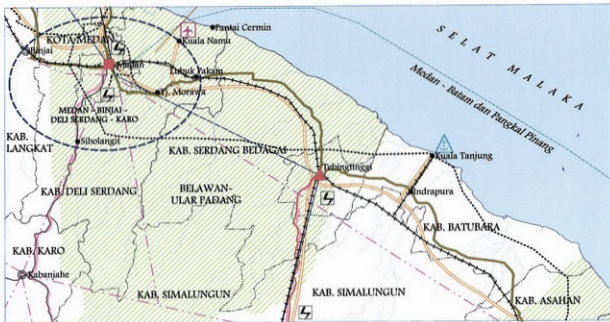 Pantai Cermin
KOTA MEDAN
Kuala Namu
Binjai
Medan
Lubuk Pakam
SELAT MALAKA
Medan - Batam dan Pangkal Pinang
Tj. Morawa
MEDAN - BINJAI -
DELI SERDANG - KARO
KAB.
LANGKAT
Sibolangit
KAB. SERDANG BEDAGAI
Kuala Tanjung
Tebingtinggi
KAB. DELI SERDANG
BELAWAN-
ULAR PADANG
Indrapura
KAB. BATUBARA
KAB. KARO
Kabanjahe
KAB. SIMALUNGUN
KAB. SIMALUNGUN
KAB. ASAHAN